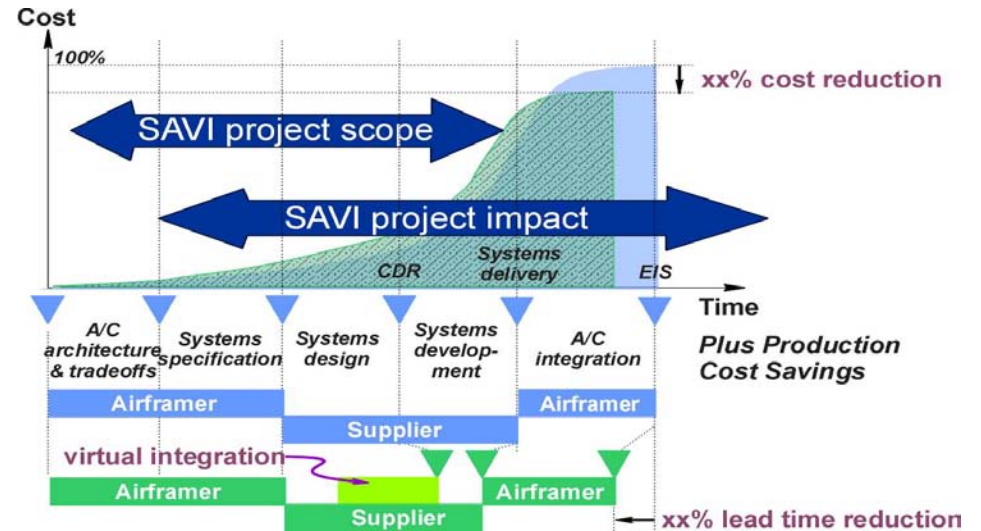 Cost
100%
xx% cost reduction
SAVI project scope
SAVI project impact
CDR
Systems
delivery
EIS
Time
A/C
architecture
& tradeoffs
Systems
specification
Systems
design
Systems
develop-
ment
A/C
integration
Plus Production
Cost Savings
Airframer
Supplier
Airframer
virtual integration
Airframer
Supplier
Airframer
xx% lead time reduction